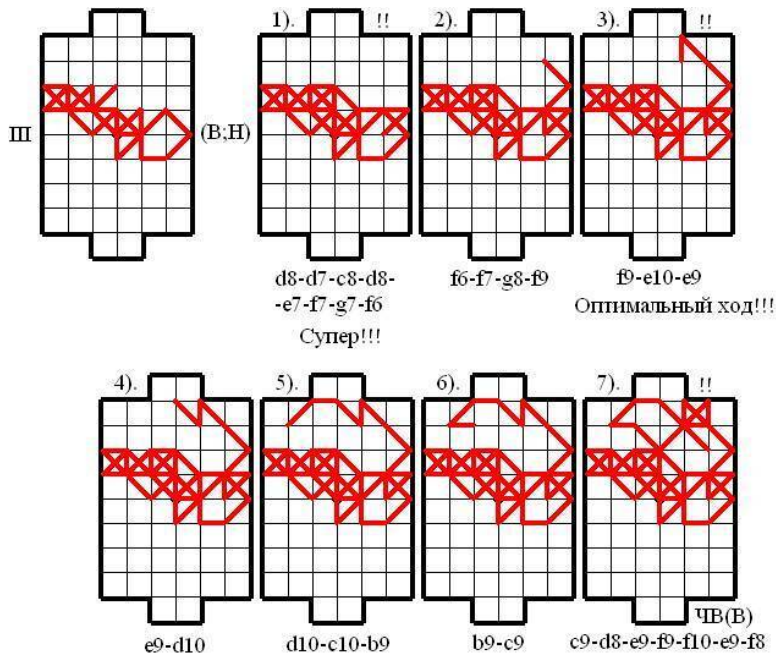 1). !!
2).
3). !!
Ш
(В;Н)
d8-d7-c8-d8-
-e7-f7-g7-f6
Супер!!!
f6-f7-g8-f9
f9-e10-e9
Оптимальный ход!!!
4).
5).
6).
7). !!
ЧВ(В)
e9-d10
d10-c10-b9
b9-c9
c9-d8-e9-f9-f10-e9-f8